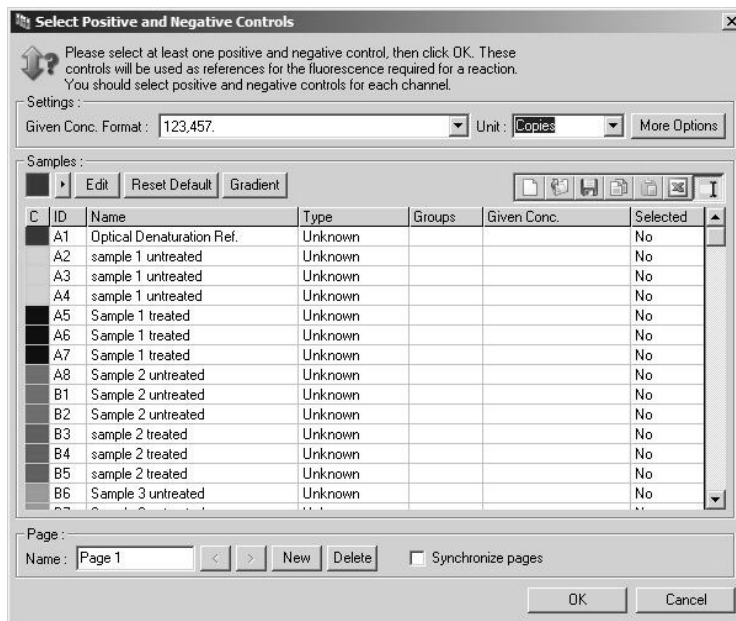 Select Positive and Negative Controls
Please select at least one positive and negative control, then click OK. These
controls will be used as references for the fluorescence required for a reaction.
You should select positive and negative controls for each channel.
Settings :
Given Conc. Format : 123,457. Unit : Copies More Options
Samples :
Edit Reset Default Gradient
C ID Name Type Groups Given Conc. Selected
A1 Optical Denaturation Ref. Unknown No
A2 sample 1 untreated Unknown No
A3 sample 1 untreated Unknown No
A4 sample 1 untreated Unknown No
A5 Sample 1 treated Unknown No
A6 Sample 1 treated Unknown No
A7 Sample 1 treated Unknown No
A8 Sample 2 untreated Unknown No
B1 Sample 2 untreated Unknown No
B2 Sample 2 untreated Unknown No
B3 sample 2 treated Unknown No
B4 sample 2 treated Unknown No
B5 sample 2 treated Unknown No
B6 Sample 3 untreated Unknown No
Page :
Name : Page 1 < > New Delete Synchronize pages
OK Cancel